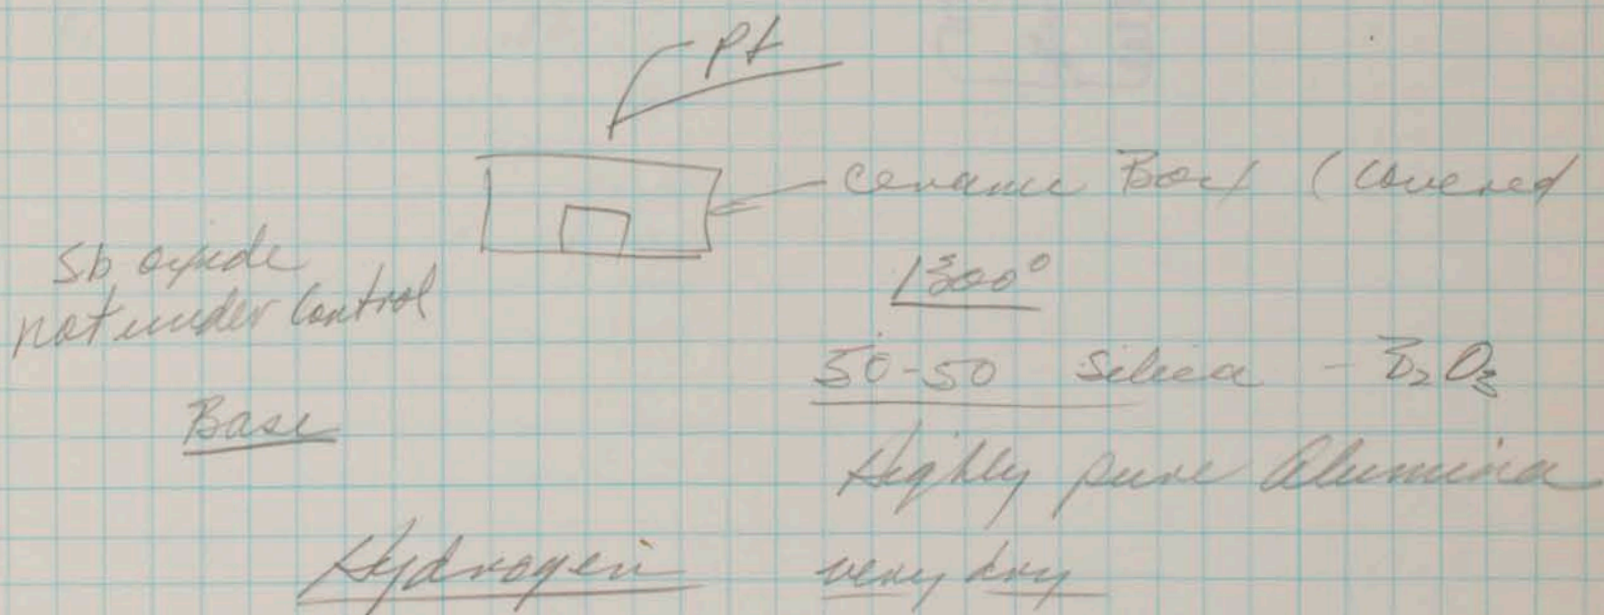 Pt
Ceramic Box (covered
Sb oxide
not under Control
1300°
50-50 Silica - B₂O₃
Base
Highly pure Alumina
Hydrogen very dry